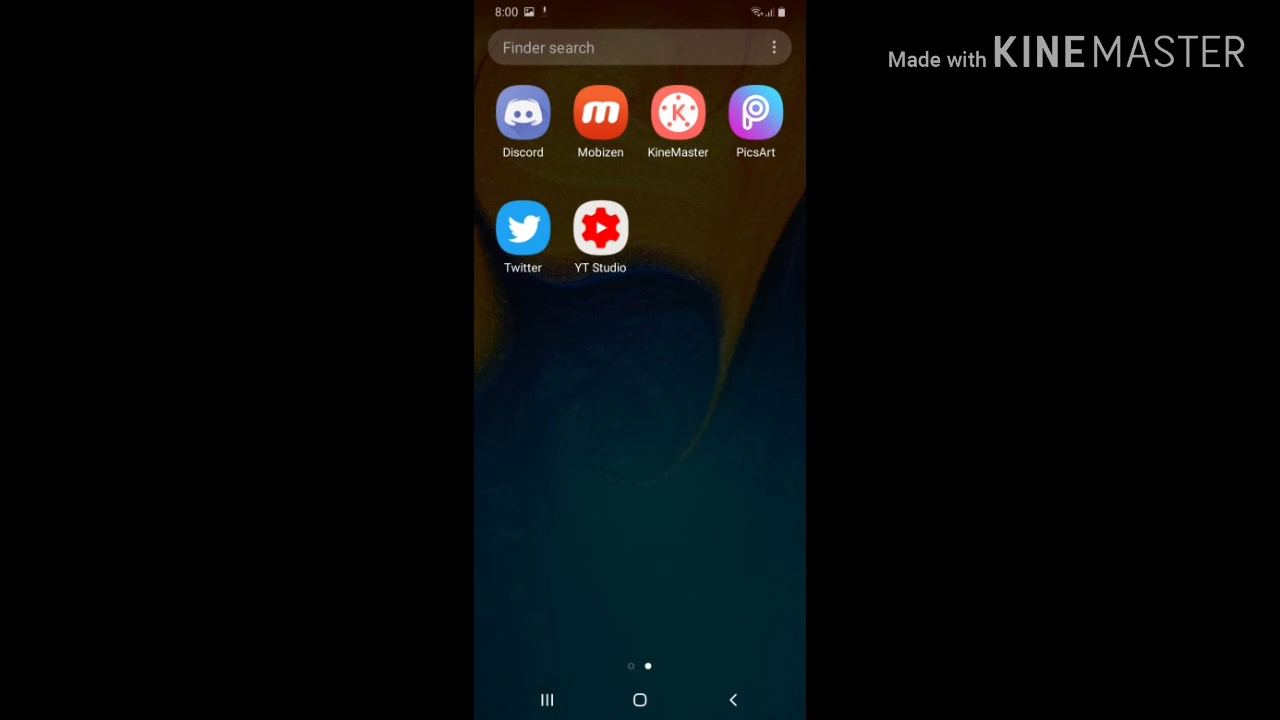 8:00
Made with KINEMASTER
Finder search
Discord
Mobizen
KineMaster
PicsArt
Twitter
YT Studio